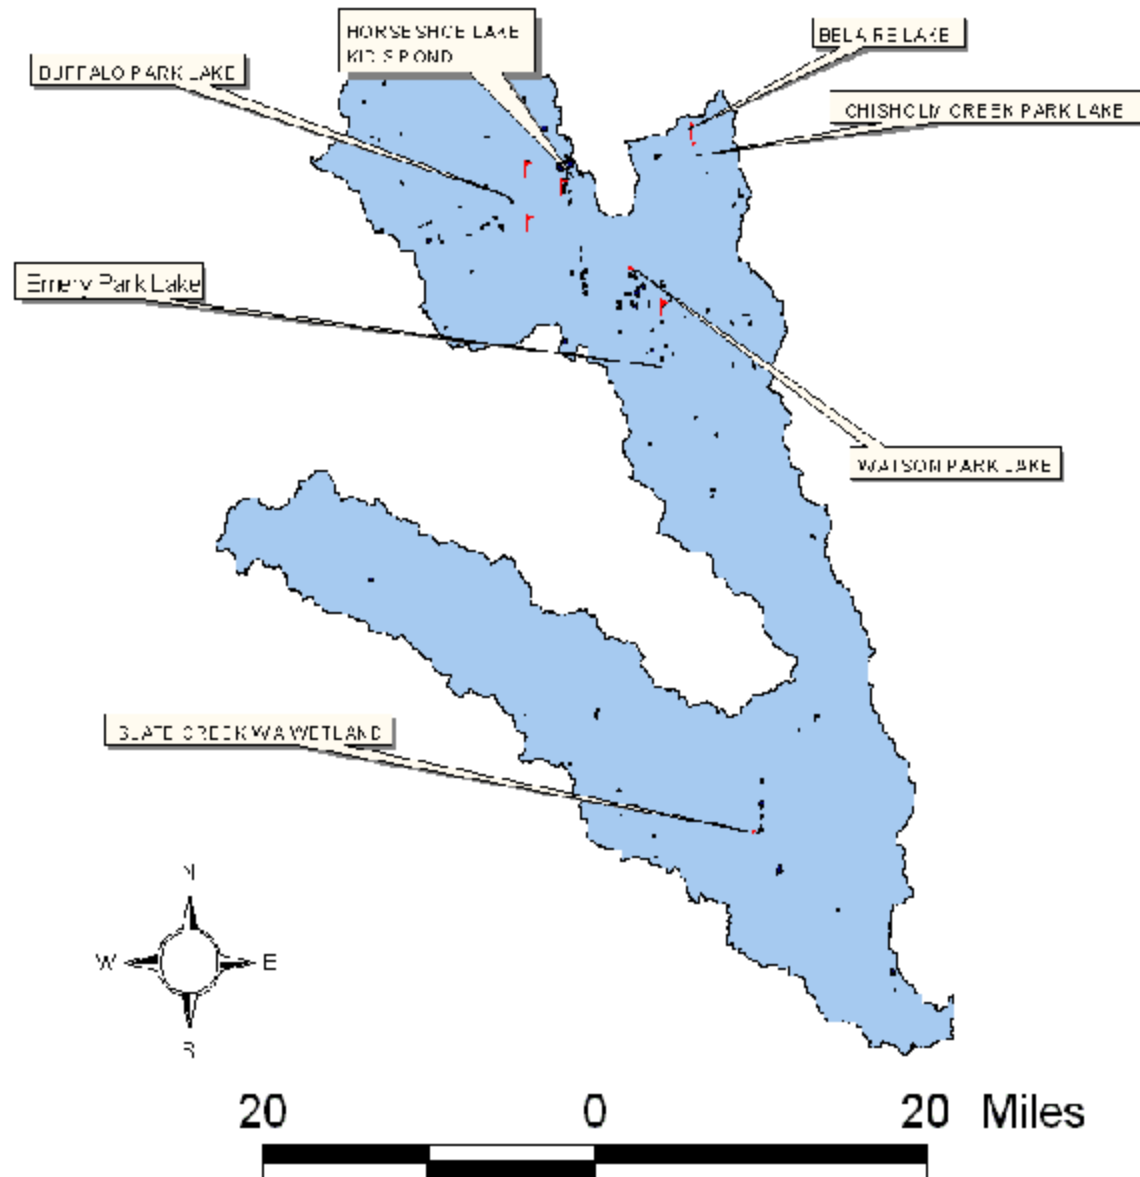 HORSESHOE LAKE
KID'S POND
BELAIRE LAKE
BUFFALO PARK LAKE
CHISHOLM CREEK PARK LAKE
Emery Park Lake
WATSON PARK LAKE
SLATE CREEK WA WETLAND
N
W E
S
20 0 20 Miles